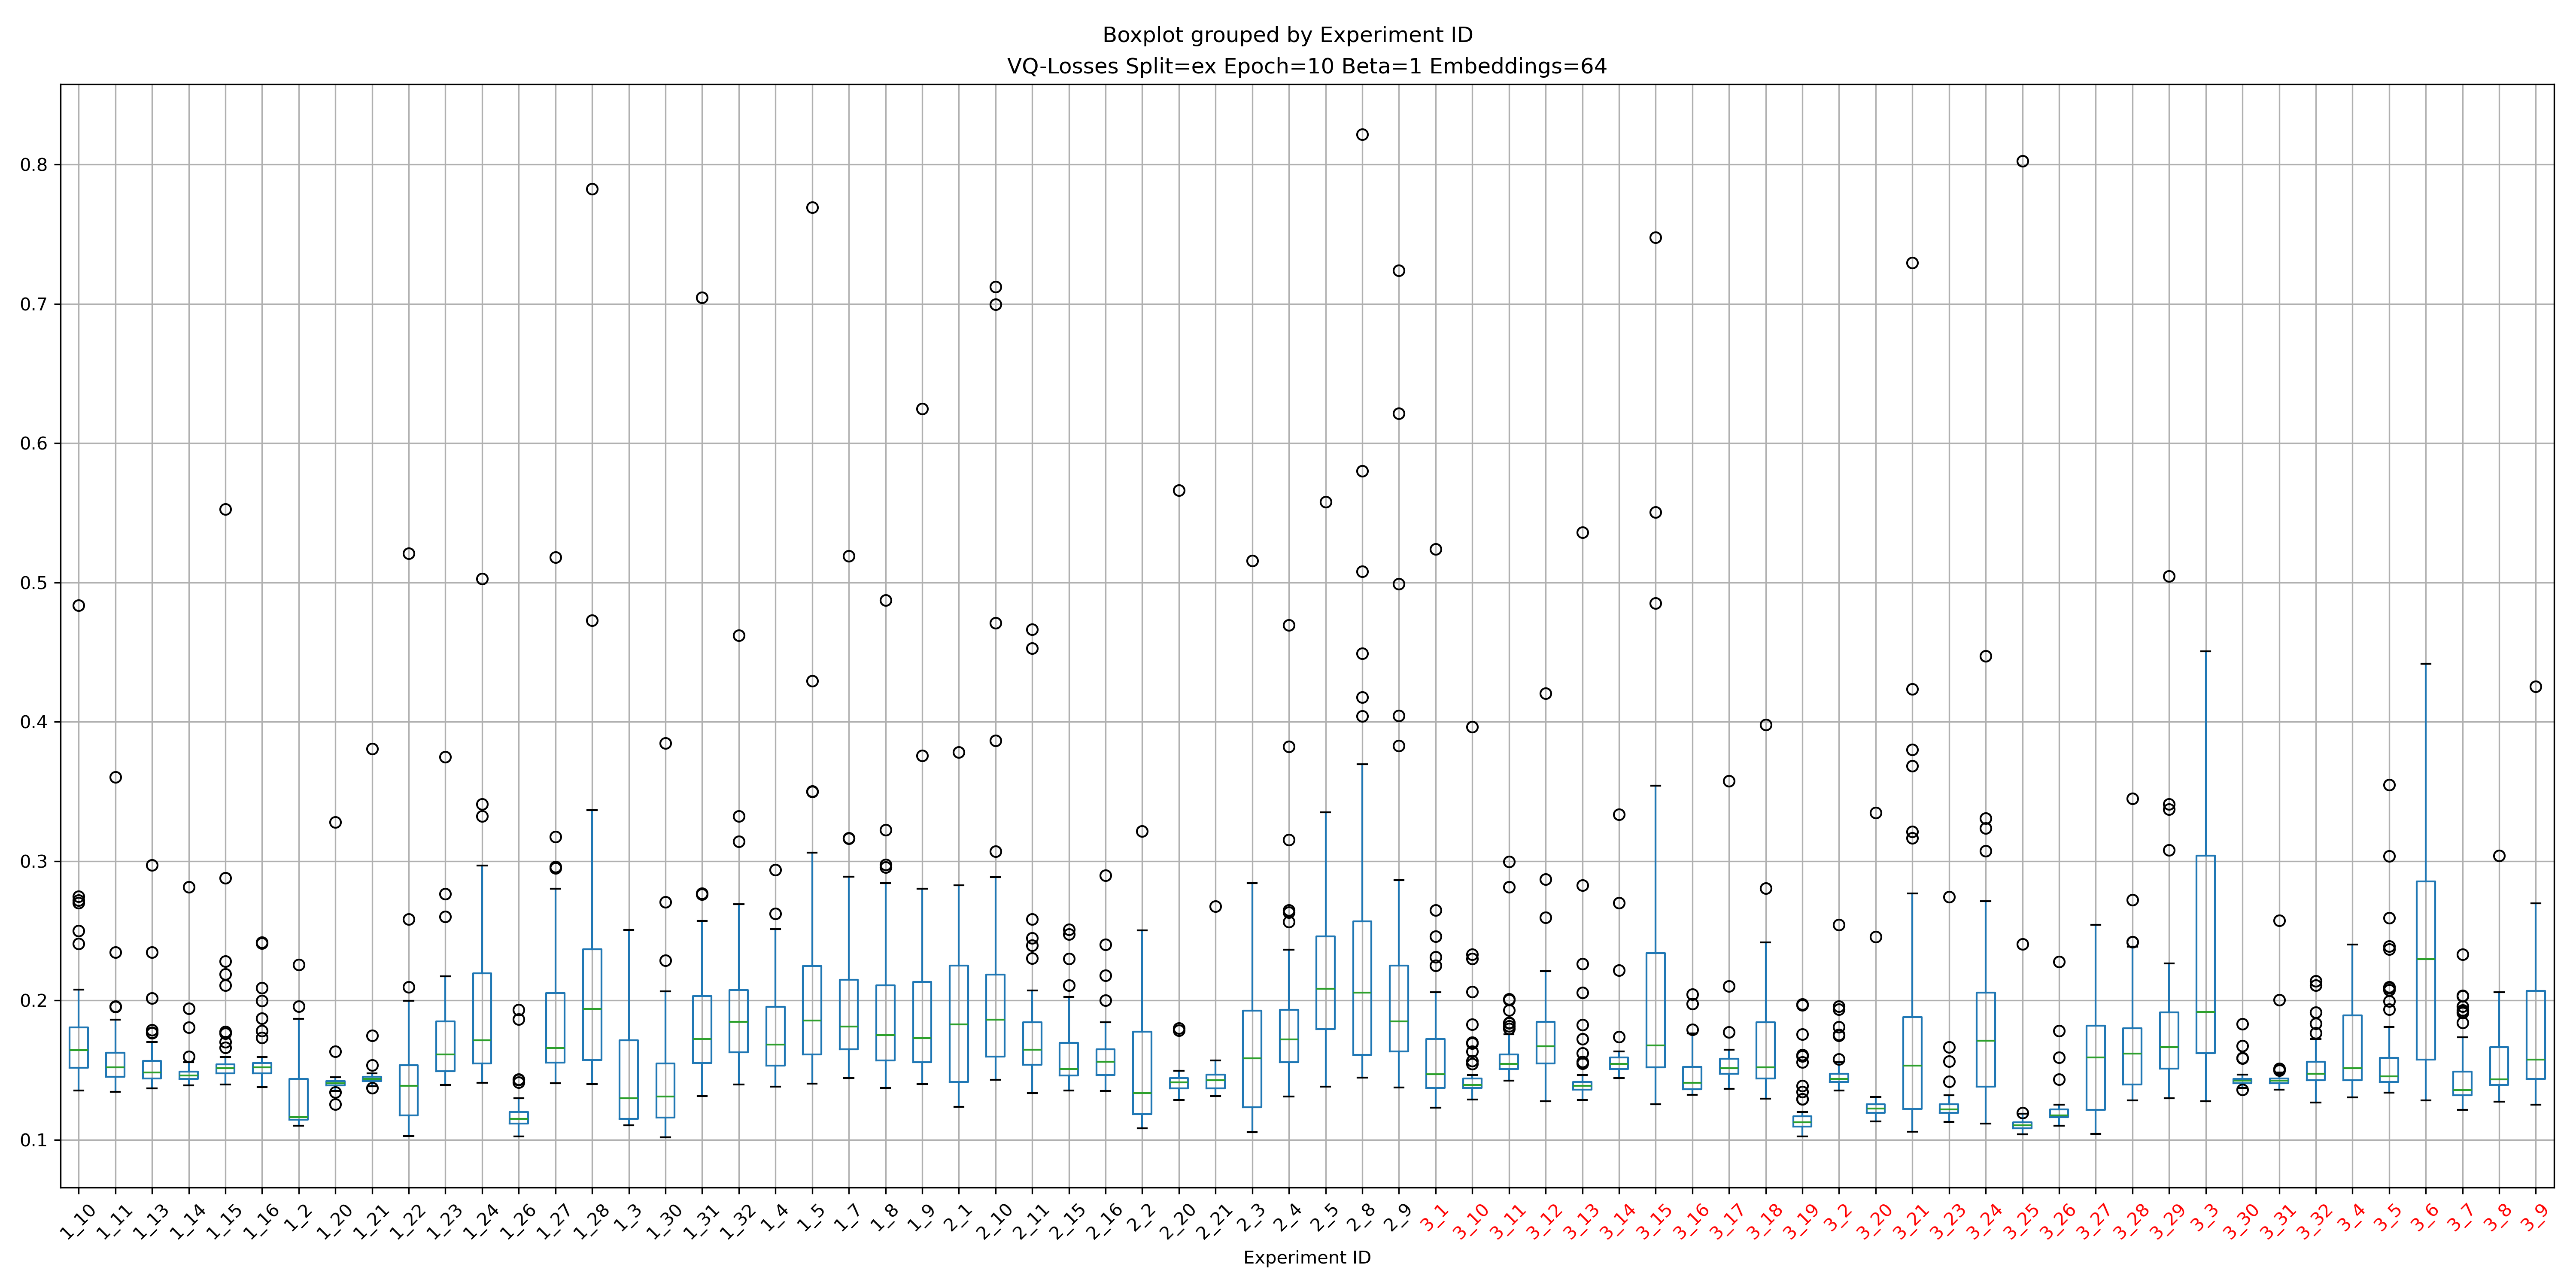 Boxplot grouped by Experiment ID
VQ-Losses Split=ex Epoch=10 Beta=1 Embeddings=64
0.8
0.7
0.6
0.5
0.4
0.3
0.2
0.1
1_10 1_11 1_13 1_14 1_15 1_16 1_2 1_20 1_21 1_22 1_23 1_24 1_26 1_27 1_28 1_3 1_30 1_31 1_32 1_4 1_5 1_7 1_8 1_9 2_1 2_10 2_11 2_15 2_16 2_2 2_20 2_21 2_3 2_4 2_5 2_8 2_9 3_1 3_10 3_11 3_12 3_13 3_14 3_15 3_16 3_17 3_18 3_19 3_2 3_20 3_21 3_23 3_24 3_25 3_26 3_27 3_28 3_29 3_3 3_30 3_31 3_32 3_4 3_5 3_6 3_7 3_8 3_9
Experiment ID